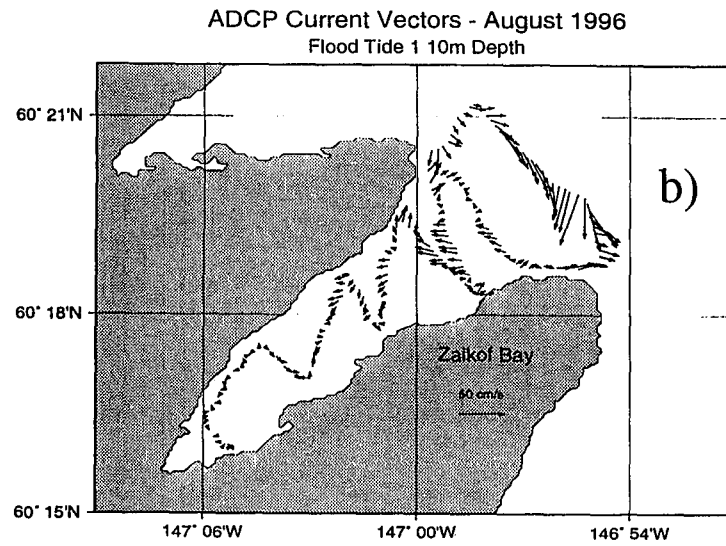 ADCP Current Vectors - August 1996
Flood Tide 1 10m Depth
60° 21'N
b)
60° 18'N
Zaikof Bay
50 cm/s
60° 15'N
147° 06'W
147° 00'W
146° 54'W